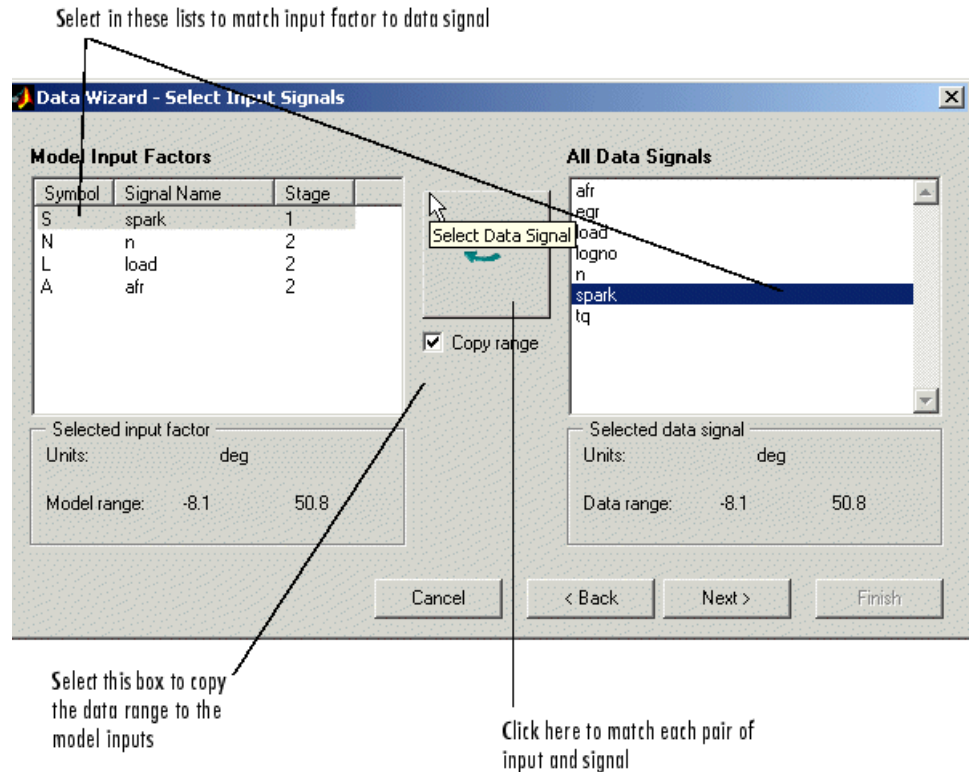 Select in these lists to match input factor to data signal
Data Wizard - Select Input Signals
Model Input Factors
Symbol Signal Name Stage
S spark 1
N n 2
L load 2
A afr 2
Select Data Signal
Copy range
All Data Signals
afr
egr
load
logno
n
spark
tq
Selected input factor
Units: deg
Model range: -8.1 50.8
Selected data signal
Units: deg
Data range: -8.1 50.8
Cancel
< Back
Next >
Finish
Select this box to copy
the data range to the
model inputs
Click here to match each pair of
input and signal